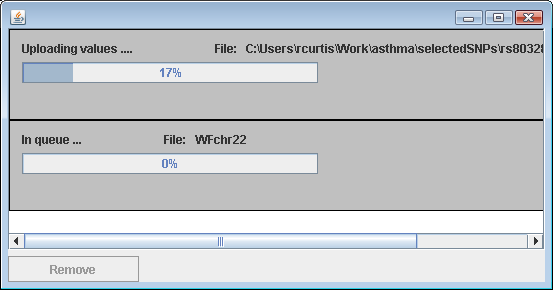 Uploading values .... File: C:\Users\rcurtis\Work\asthma\selectedSNPs\rs80328
17%
In queue ... File: WFchr22
0%
Remove